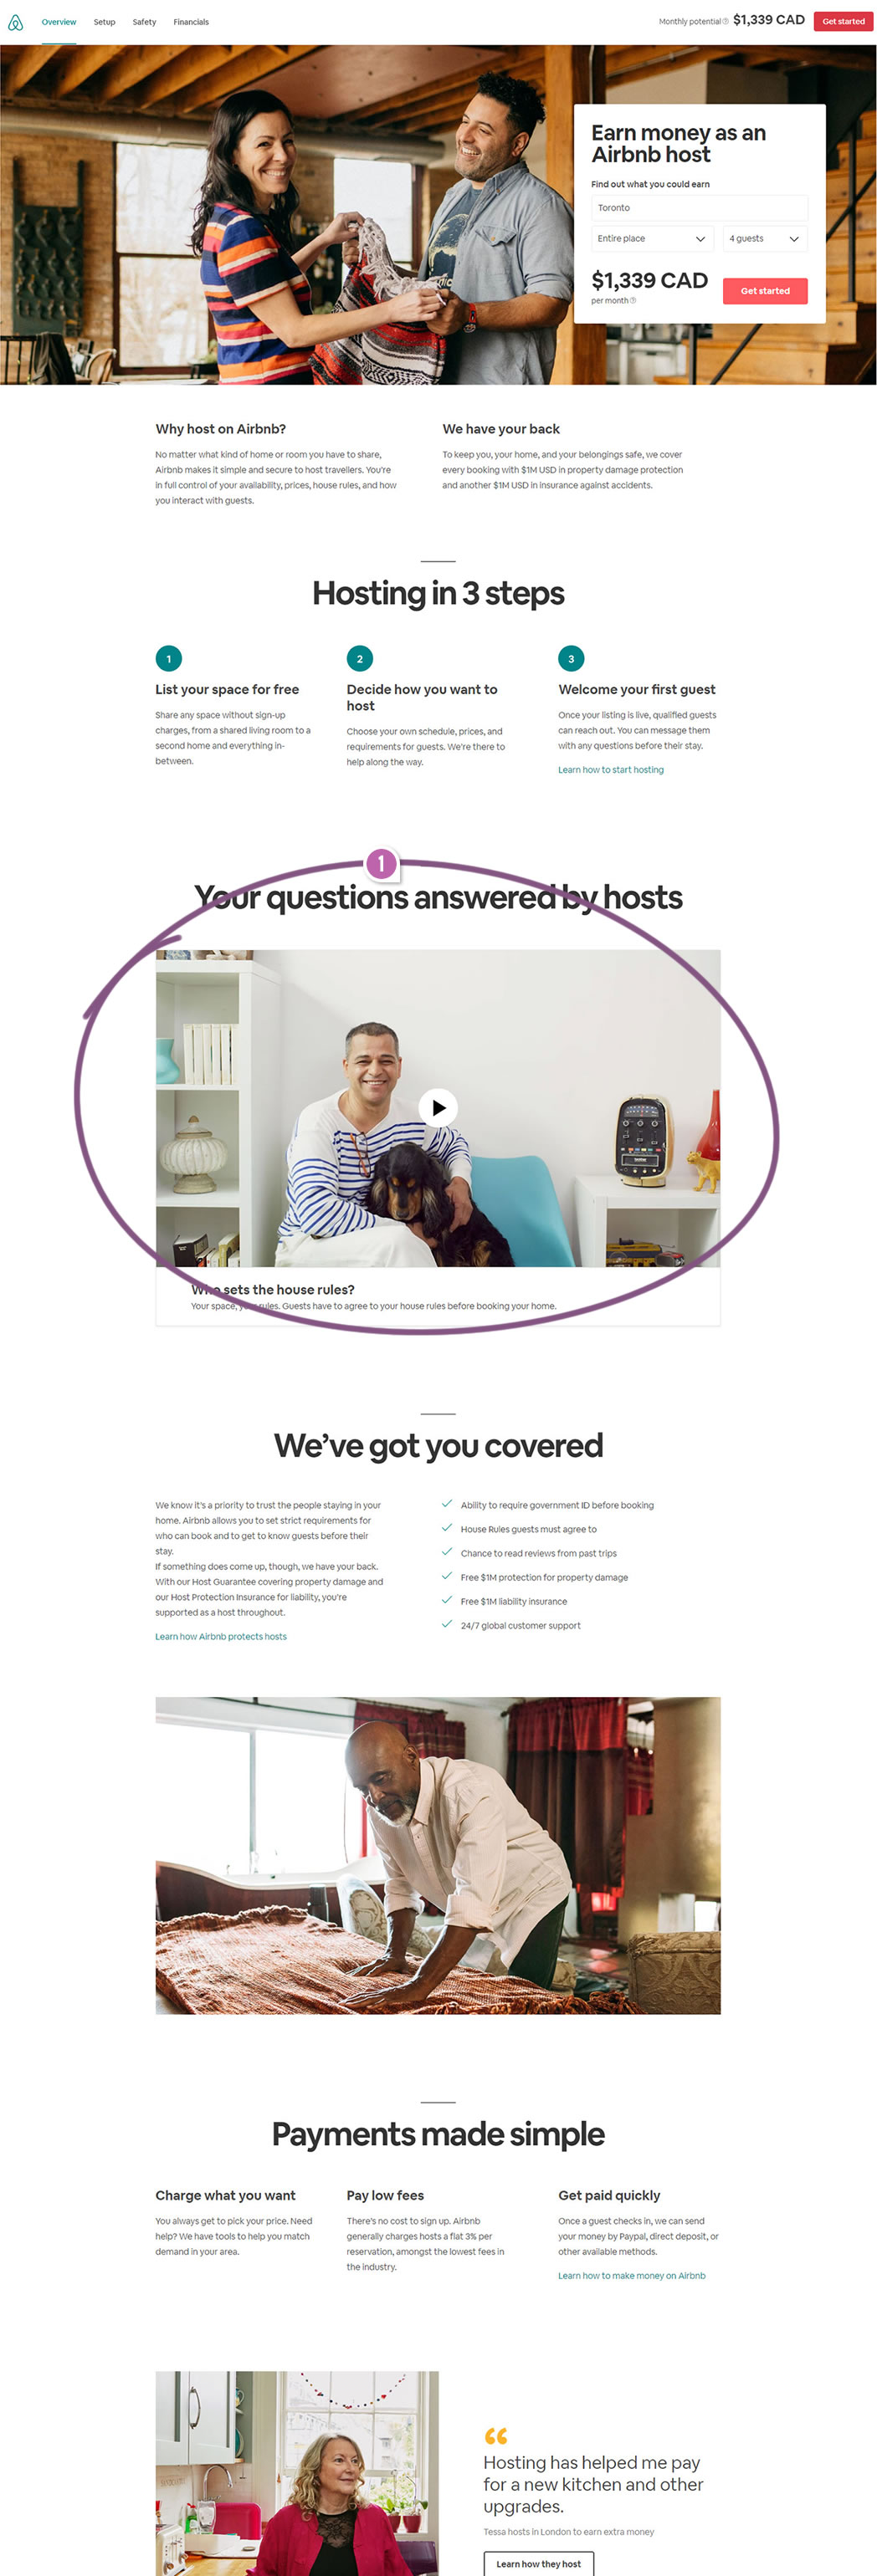 Overview Setup Safety Financials Monthly potential ? $1,339 CAD Get started
Earn money as an
Airbnb host
Find out what you could earn
Toronto
Entire place 4 guests
$1,339 CAD
per month ?
Get started
Why host on Airbnb?
No matter what kind of home or room you have to share,
Airbnb makes it simple and secure to host travellers. You're
in full control of your availability, prices, house rules, and how
you interact with guests.
We have your back
To keep you, your home, and your belongings safe, we cover
every booking with $1M USD in property damage protection
and another $1M USD in insurance against accidents.
Hosting in 3 steps
1
List your space for free
Share any space without sign-up
charges, from a shared living room to a
second home and everything in-
between.
2
Decide how you want to
host
Choose your own schedule, prices, and
requirements for guests. We're there to
help along the way.
3
Welcome your first guest
Once your listing is live, qualified guests
can reach out. You can message them
with any questions before their stay.
Learn how to start hosting
1
Your questions answered by hosts
Who sets the house rules?
Your space, your rules. Guests have to agree to your house rules before booking your home.
We've got you covered
We know it's a priority to trust the people staying in your
home. Airbnb allows you to set strict requirements for
who can book and to get to know guests before their
stay.
If something does come up, though, we have your back.
With our Host Guarantee covering property damage and
our Host Protection Insurance for liability, you're
supported as a host throughout.
Learn how Airbnb protects hosts
Ability to require government ID before booking
House Rules guests must agree to
Chance to read reviews from past trips
Free $1M protection for property damage
Free $1M liability insurance
24/7 global customer support
Payments made simple
Charge what you want
You always get to pick your price. Need
help? We have tools to help you match
demand in your area.
Pay low fees
There's no cost to sign up. Airbnb
generally charges hosts a flat 3% per
reservation, amongst the lowest fees in
the industry.
Get paid quickly
Once a guest checks in, we can send
your money by Paypal, direct deposit, or
other available methods.
Learn how to make money on Airbnb
“
Hosting has helped me pay
for a new kitchen and other
upgrades.
Tessa hosts in London to earn extra money
Learn how they host